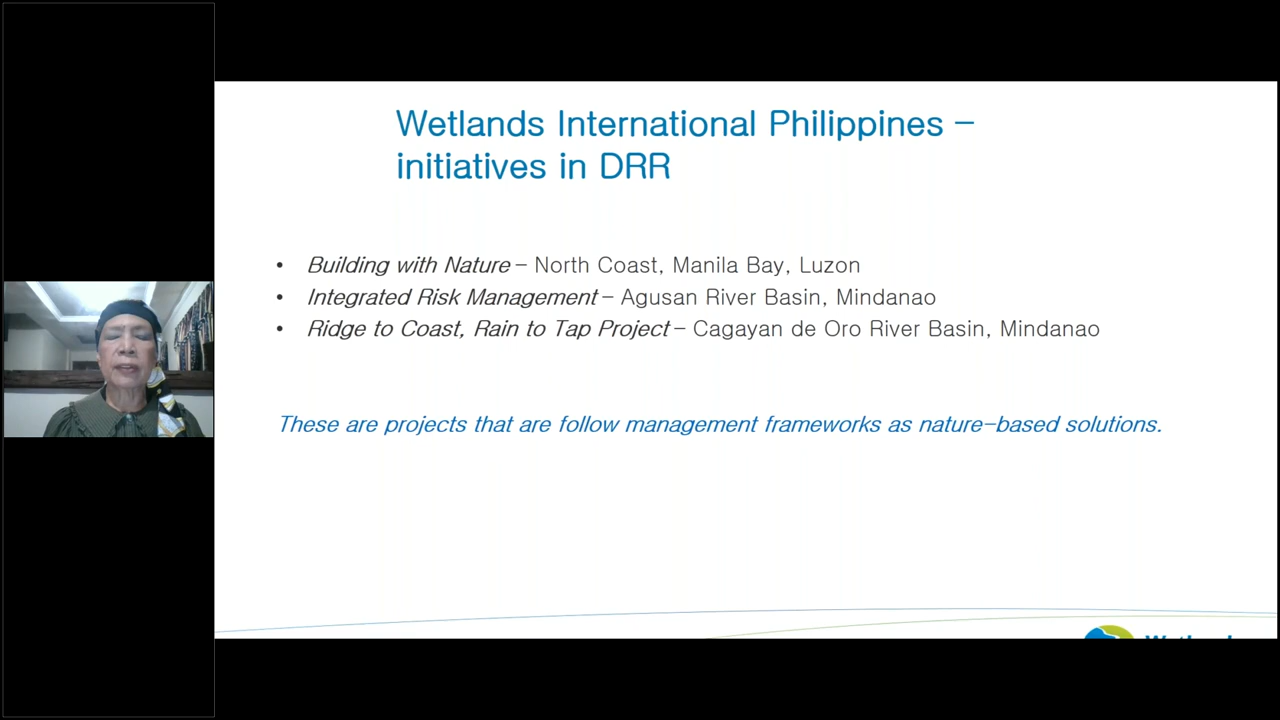 Wetlands International Philippines –
initiatives in DRR
• Building with Nature – North Coast, Manila Bay, Luzon
• Integrated Risk Management – Agusan River Basin, Mindanao
• Ridge to Coast, Rain to Tap Project – Cagayan de Oro River Basin, Mindanao
These are projects that are follow management frameworks as nature-based solutions.